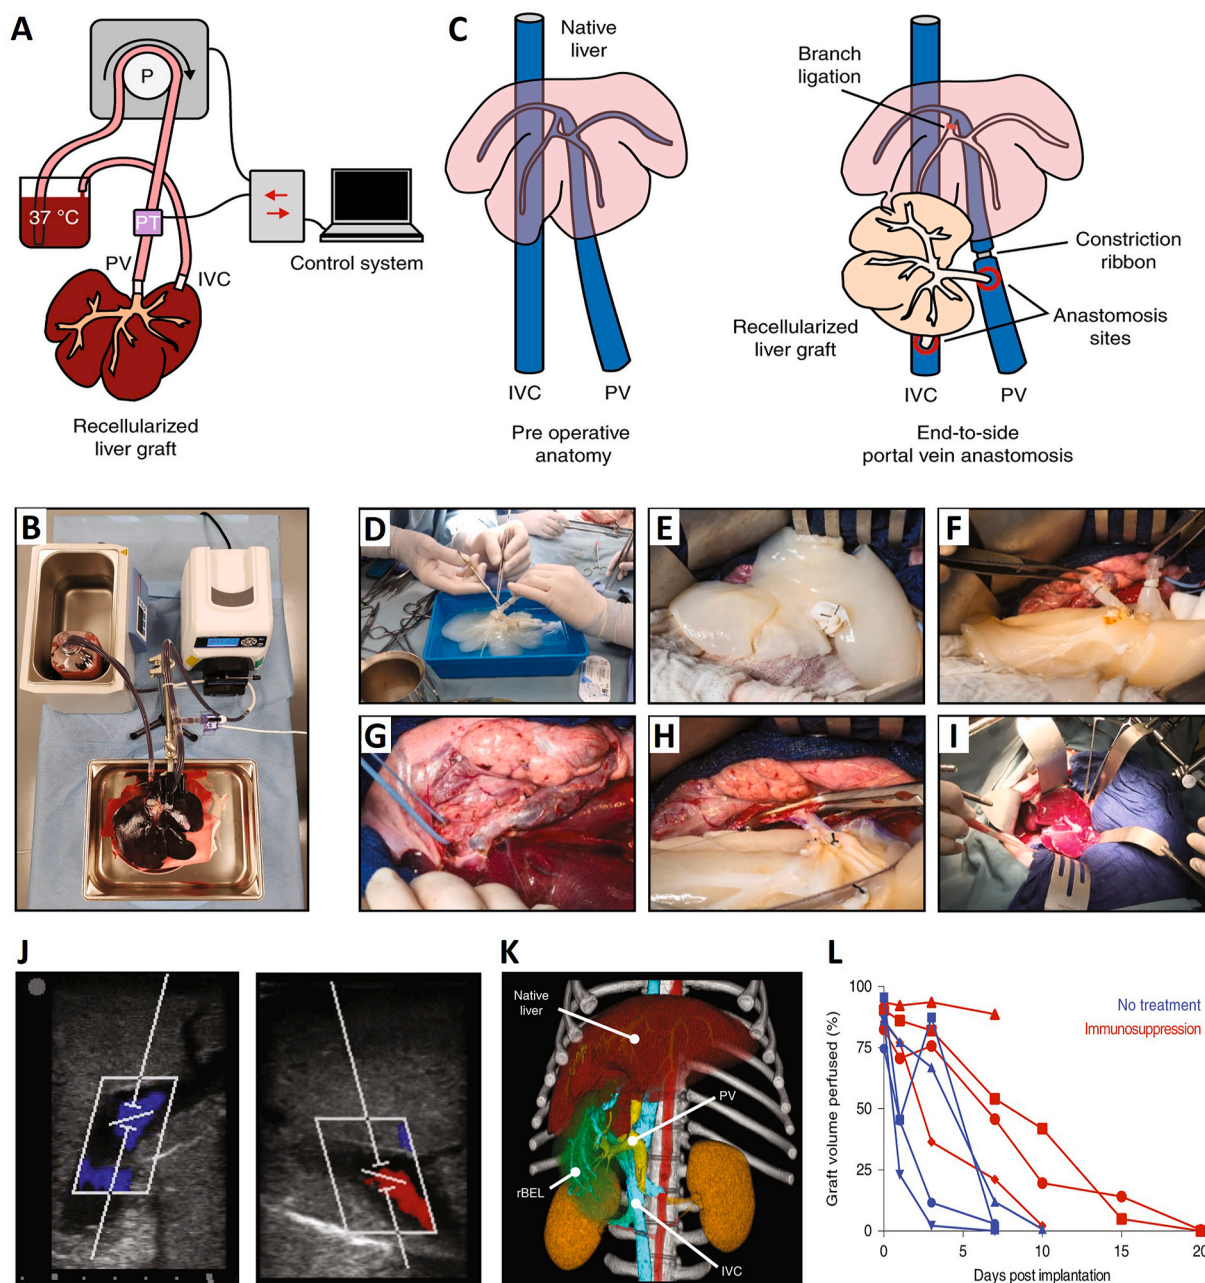 A
P
37 °C
PT
PV
IVC
Control system
Recellularized
liver graft
C
Native
liver
IVC
PV
Pre operative
anatomy
Branch
ligation
Constriction
ribbon
Anastomosis
sites
Recellularized
liver graft
IVC
PV
End-to-side
portal vein anastomosis
B
D
E
F
G
H
I
J
K
Native
liver
PV
rBEL
IVC
L
No treatment
Immunosuppression
Graft volume perfused (%)
100
75
50
25
0
0
5
10
15
20
Days post implantation